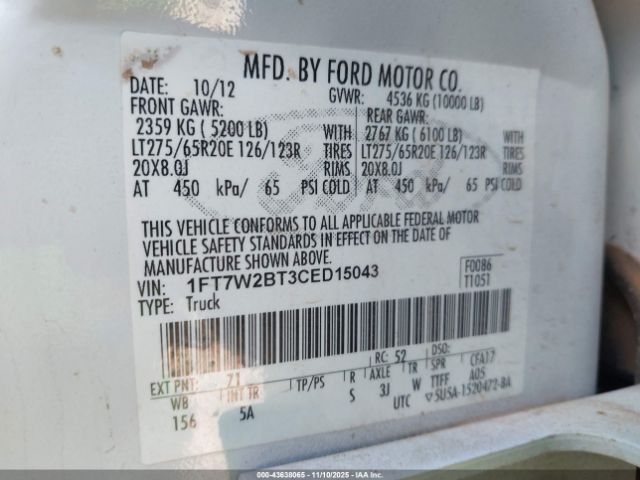 MFD. BY FORD MOTOR CO.
DATE: 10/12 GVWR: 4536 KG (10000 LB)
FRONT GAWR: REAR GAWR:
2359 KG ( 5200 LB) WITH 2767 KG ( 6100 LB) WITH
LT275/65R20E 126/123R TIRES LT275/65R20E 126/123R TIRES
20X8.0J RIMS 20X8.0J RIMS
AT 450 kPa/ 65 PSI COLD AT 450 kPa/ 65 PSI COLD
THIS VEHICLE CONFORMS TO ALL APPLICABLE FEDERAL MOTOR
VEHICLE SAFETY STANDARDS IN EFFECT ON THE DATE OF
MANUFACTURE SHOWN ABOVE.
VIN: 1FT7W2BT3CED15043 F0086
TYPE: Truck T1051
RC: 52 DSO:
EXT PNT: Z1 AXLE TR SPR CFA17
WB INT TR TP/PS R 3J W TTFF A05
156 5A S UTC ▽5U5A-1520472-BA
000-43638065 - 11/10/2025 - IAAI.com